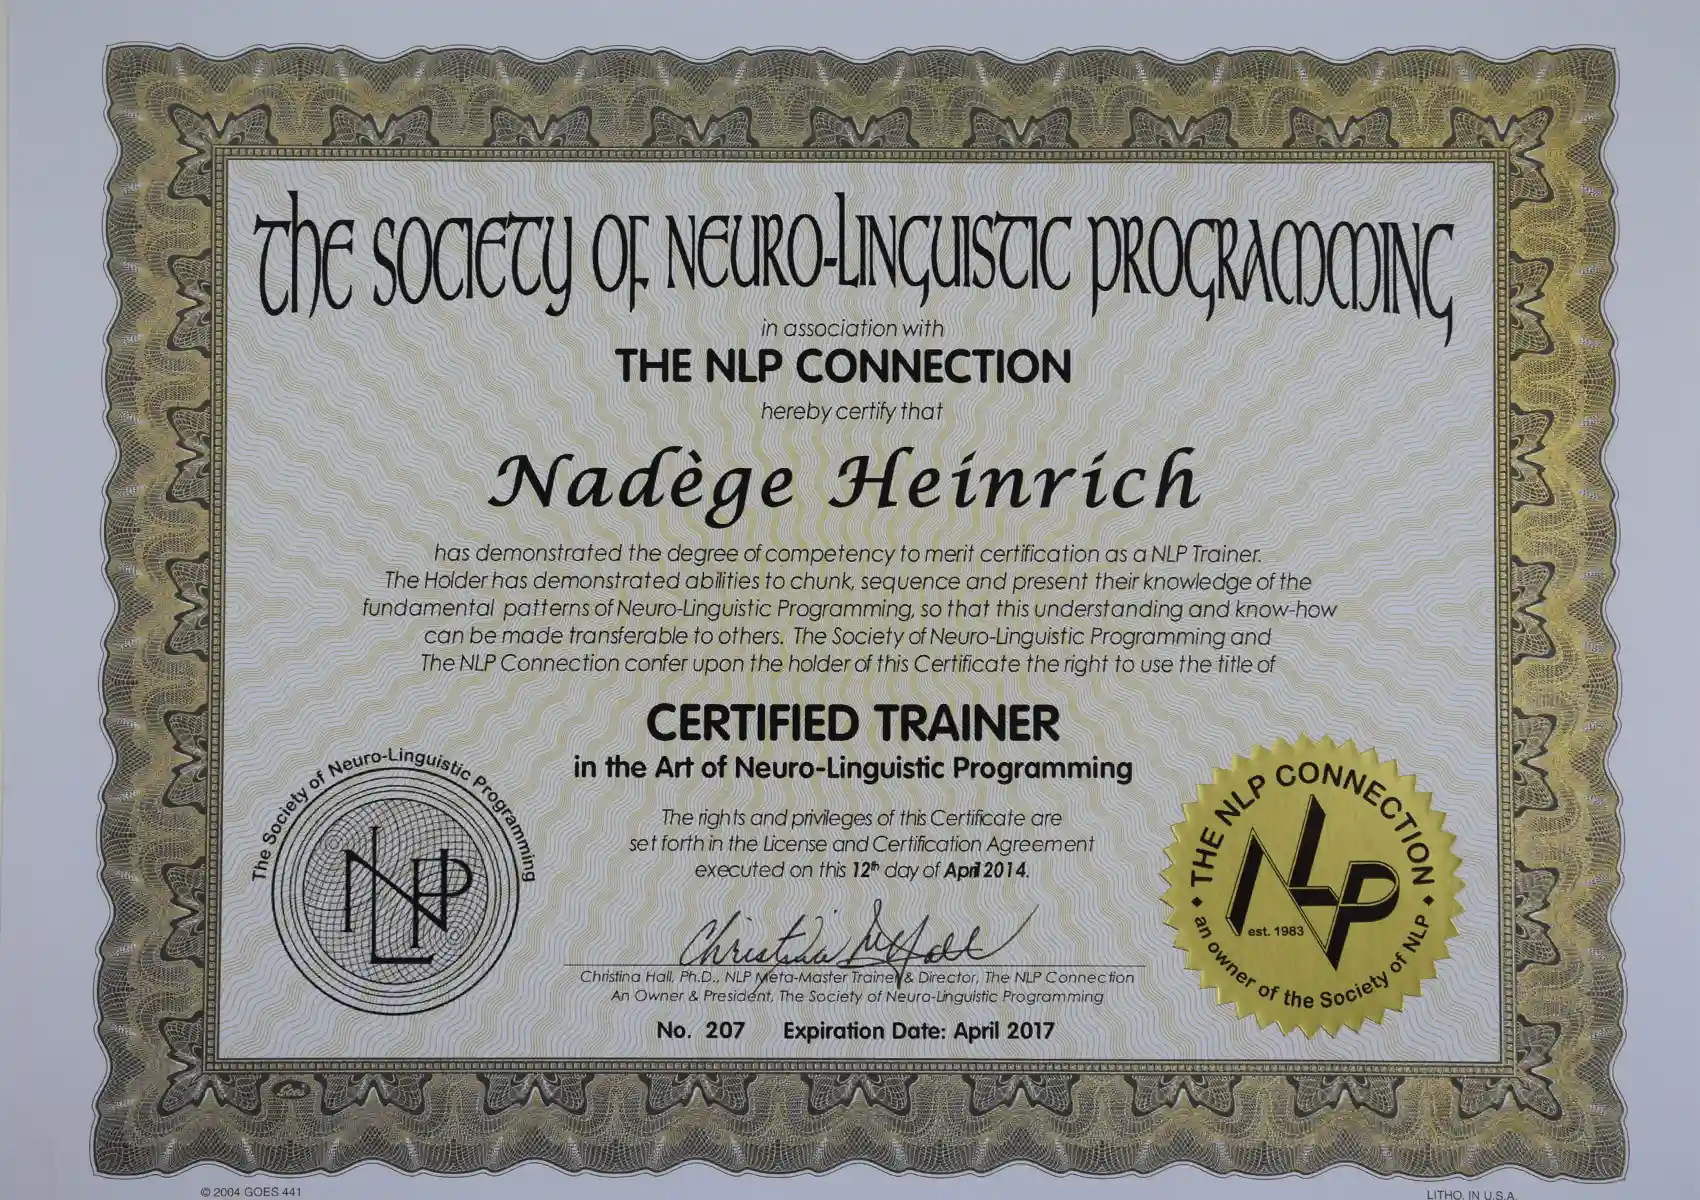 The Society of Neuro-Linguistic Programming
in association with
THE NLP CONNECTION
hereby certify that
Nadège Heinrich
has demonstrated the degree of competency to merit certification as a NLP Trainer.
The Holder has demonstrated abilities to chunk, sequence and present their knowledge of the
fundamental patterns of Neuro-Linguistic Programming, so that this understanding and know-how
can be made transferable to others. The Society of Neuro-Linguistic Programming and
The NLP Connection confer upon the holder of this Certificate the right to use the title of
CERTIFIED TRAINER
in the Art of Neuro-Linguistic Programming
The Society of Neuro-Linguistic Programming
NLP
The rights and privileges of this Certificate are
set forth in the License and Certification Agreement
executed on this 12th day of April 2014.
THE NLP CONNECTION
NLP
est. 1983
an owner of the Society of NLP
Christina Hall
Christina Hall, Ph.D., NLP Meta-Master Trainer & Director, The NLP Connection
An Owner & President, The Society of Neuro-Linguistic Programming
No. 207 Expiration Date: April 2017
Goes
© 2004 GOES 441
LITHO. IN U.S.A.